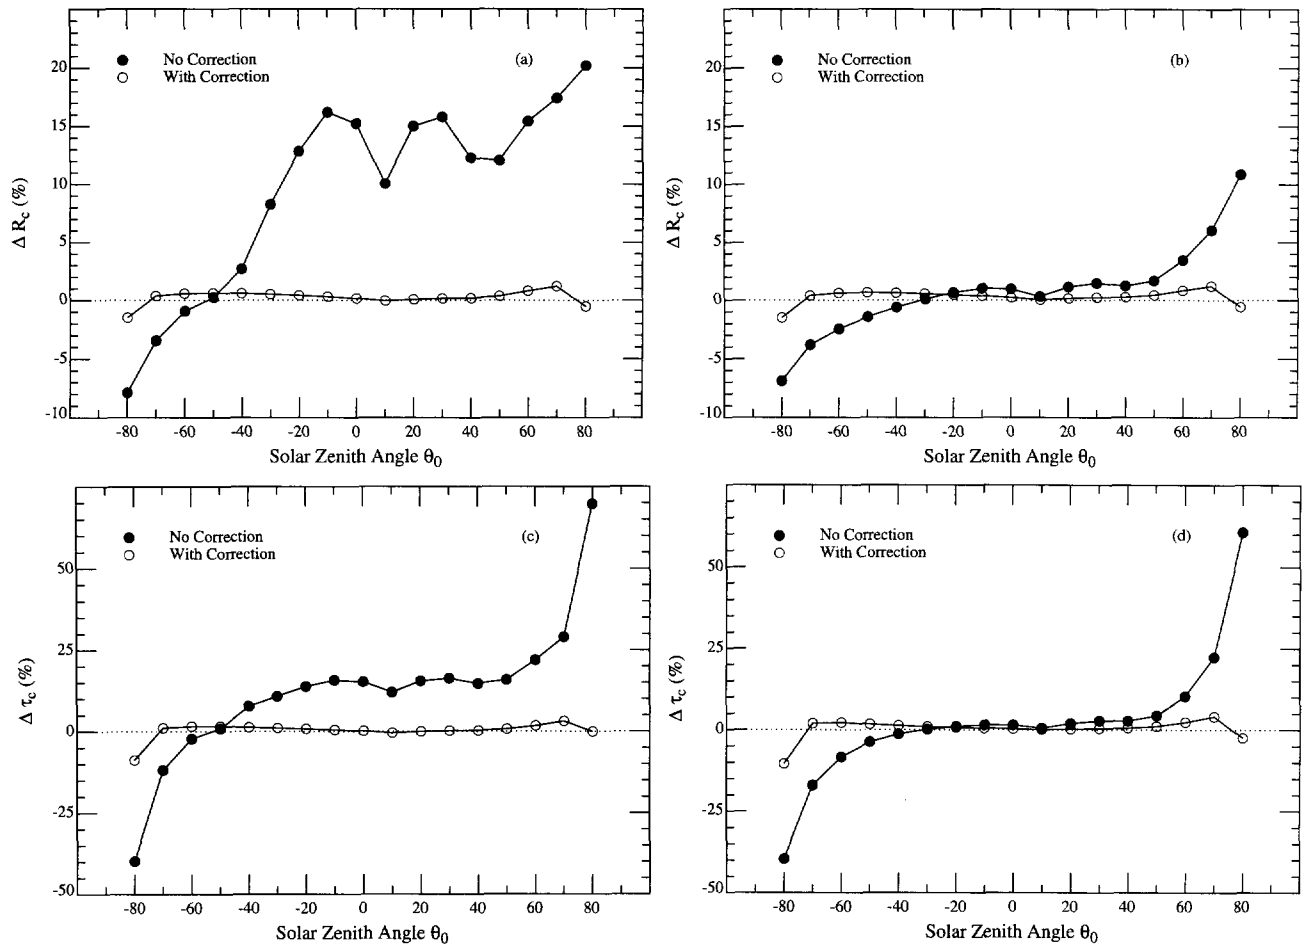 No Correction
With Correction
(a)
20
15
10
5
0
-5
-10
Δ R_c (%)
-80 -60 -40 -20 0 20 40 60 80
Solar Zenith Angle θ_0
No Correction
With Correction
(b)
20
15
10
5
0
-5
-10
Δ R_c (%)
-80 -60 -40 -20 0 20 40 60 80
Solar Zenith Angle θ_0
No Correction
With Correction
(c)
50
25
0
-25
-50
Δ τ_c (%)
-80 -60 -40 -20 0 20 40 60 80
Solar Zenith Angle θ_0
No Correction
With Correction
(d)
50
25
0
-25
-50
Δ τ_c (%)
-80 -60 -40 -20 0 20 40 60 80
Solar Zenith Angle θ_0